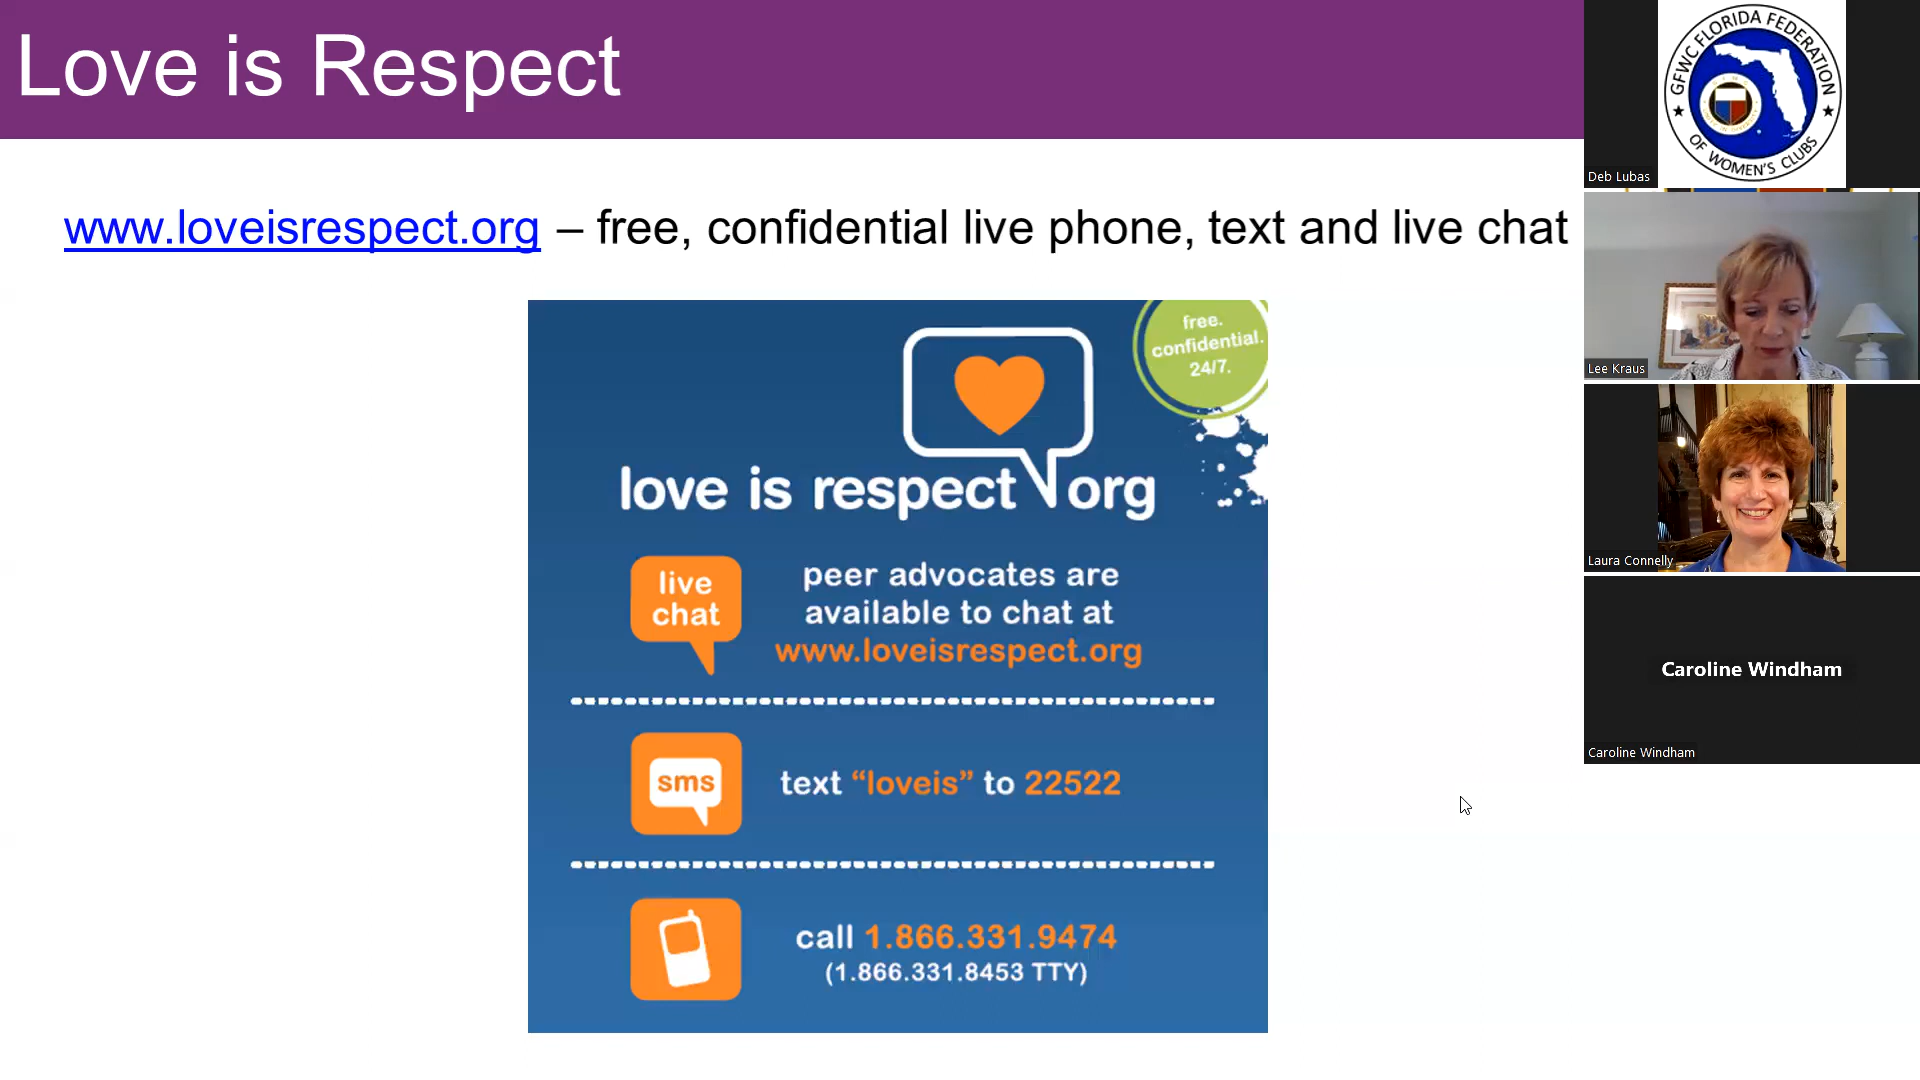 Love is Respect
www.loveisrespect.org – free, confidential live phone, text and live chat
free.
confidential.
24/7.
love is respect org
live
chat
peer advocates are
available to chat at
www.loveisrespect.org
sms
text “loveis” to 22522
call 1.866.331.9474
(1.866.331.8453 TTY)
GFWC FLORIDA FEDERATION
OF WOMEN'S CLUBS
Deb Lubas
Lee Kraus
Laura Connelly
Caroline Windham
Caroline Windham